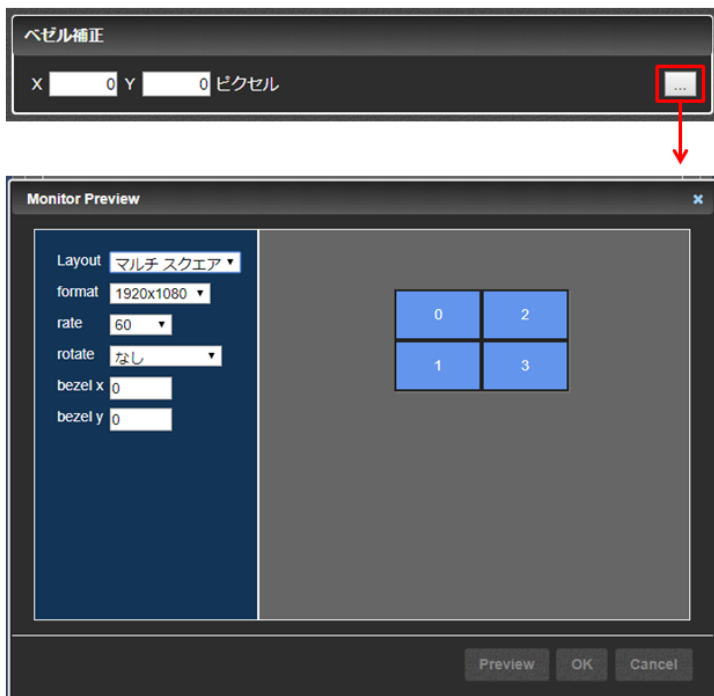 ベゼル補正
X 0 Y 0 ピクセル ...
Monitor Preview ×
Layout マルチ スクエア ▼
format 1920x1080 ▼
rate 60 ▼
rotate なし ▼
bezel x 0
bezel y 0
0 2
1 3
Preview OK Cancel